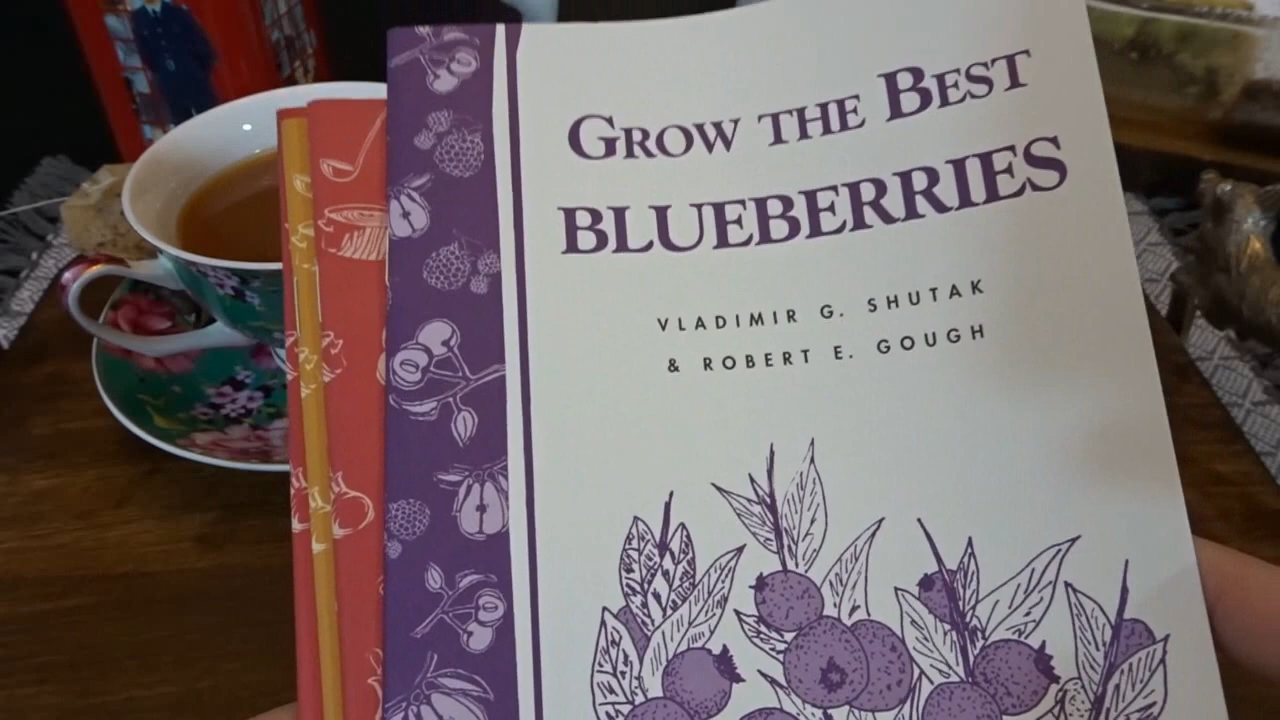 GROW THE BEST
BLUEBERRIES
VLADIMIR G. SHUTAK
& ROBERT E. GOUGH